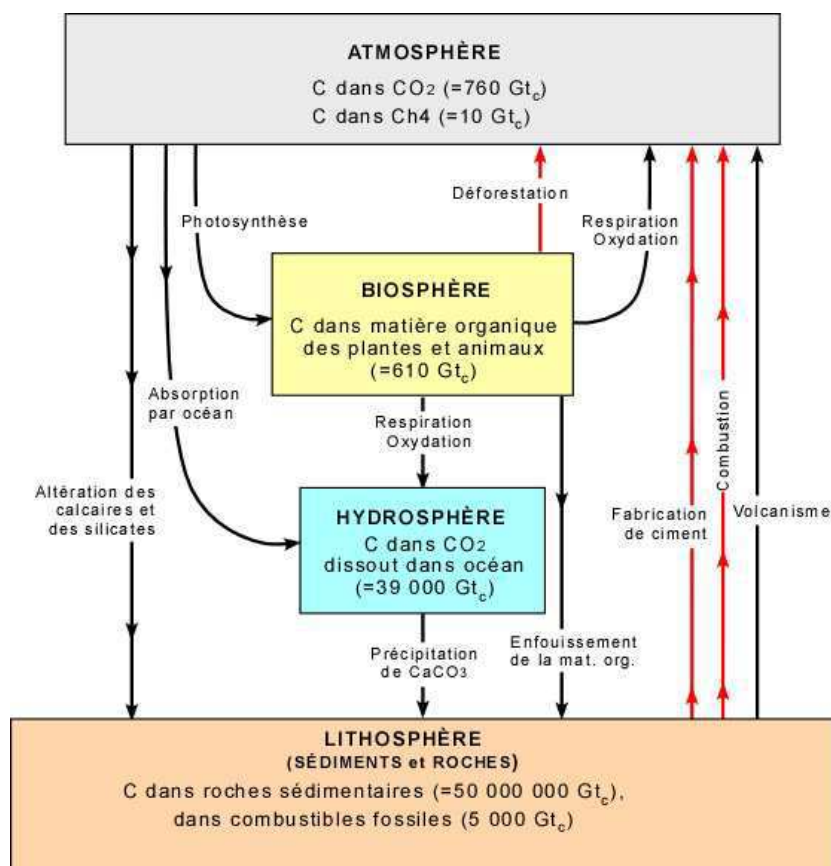 ATMOSPHÈRE
C dans CO2 (=760 Gtc)
C dans Ch4 (=10 Gtc)
Déforestation
Photosynthèse
Respiration
Oxydation
BIOSPHÈRE
C dans matière organique
des plantes et animaux
(=610 Gtc)
Absorption
par océan
Respiration
Oxydation
Combustion
Altération des
calcaires et
des silicates
HYDROSPHÈRE
C dans CO2
dissout dans océan
(=39 000 Gtc)
Fabrication
de ciment
Volcanisme
Précipitation
de CaCO3
Enfouissement
de la mat. org.
LITHOSPHÈRE
(SÉDIMENTS et ROCHES)
C dans roches sédimentaires (=50 000 000 Gtc),
dans combustibles fossiles (5 000 Gtc)